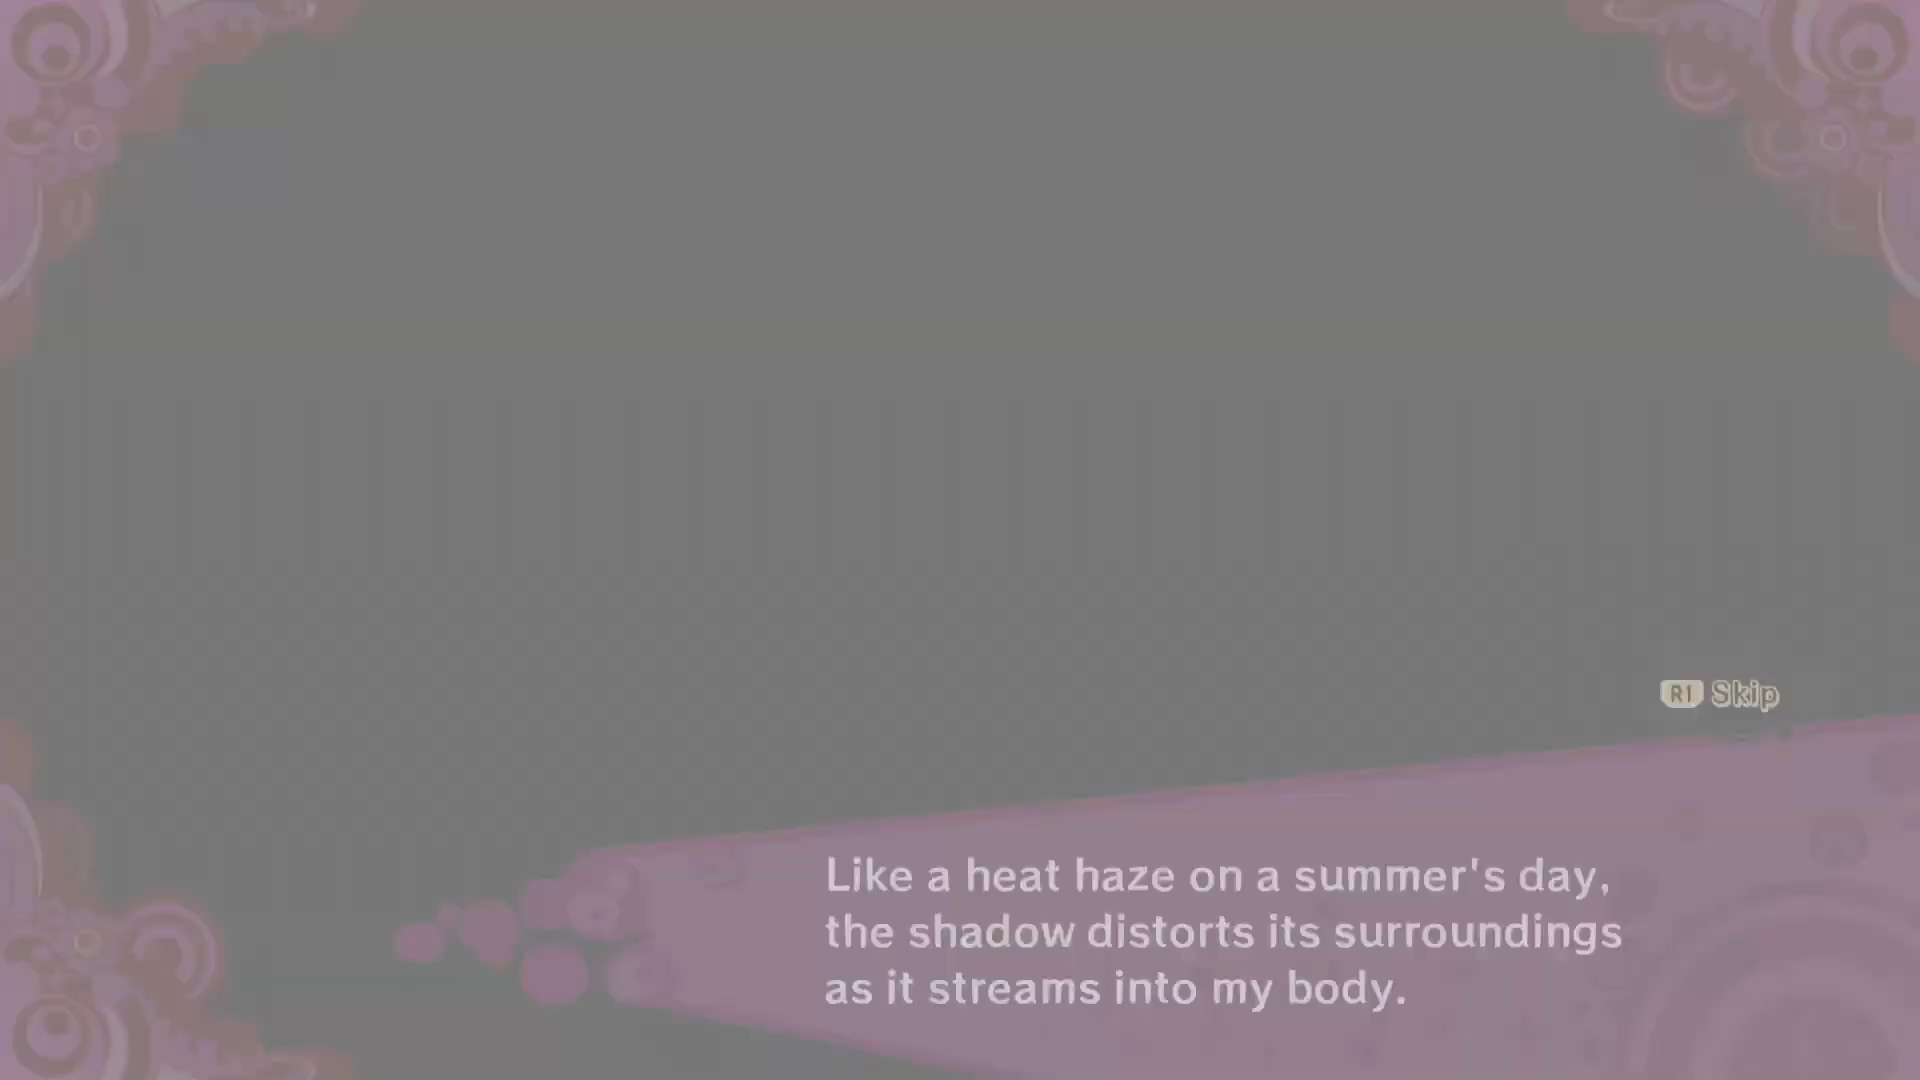 R1 Skip
Like a heat haze on a summer's day,
the shadow distorts its surroundings
as it streams into my body.